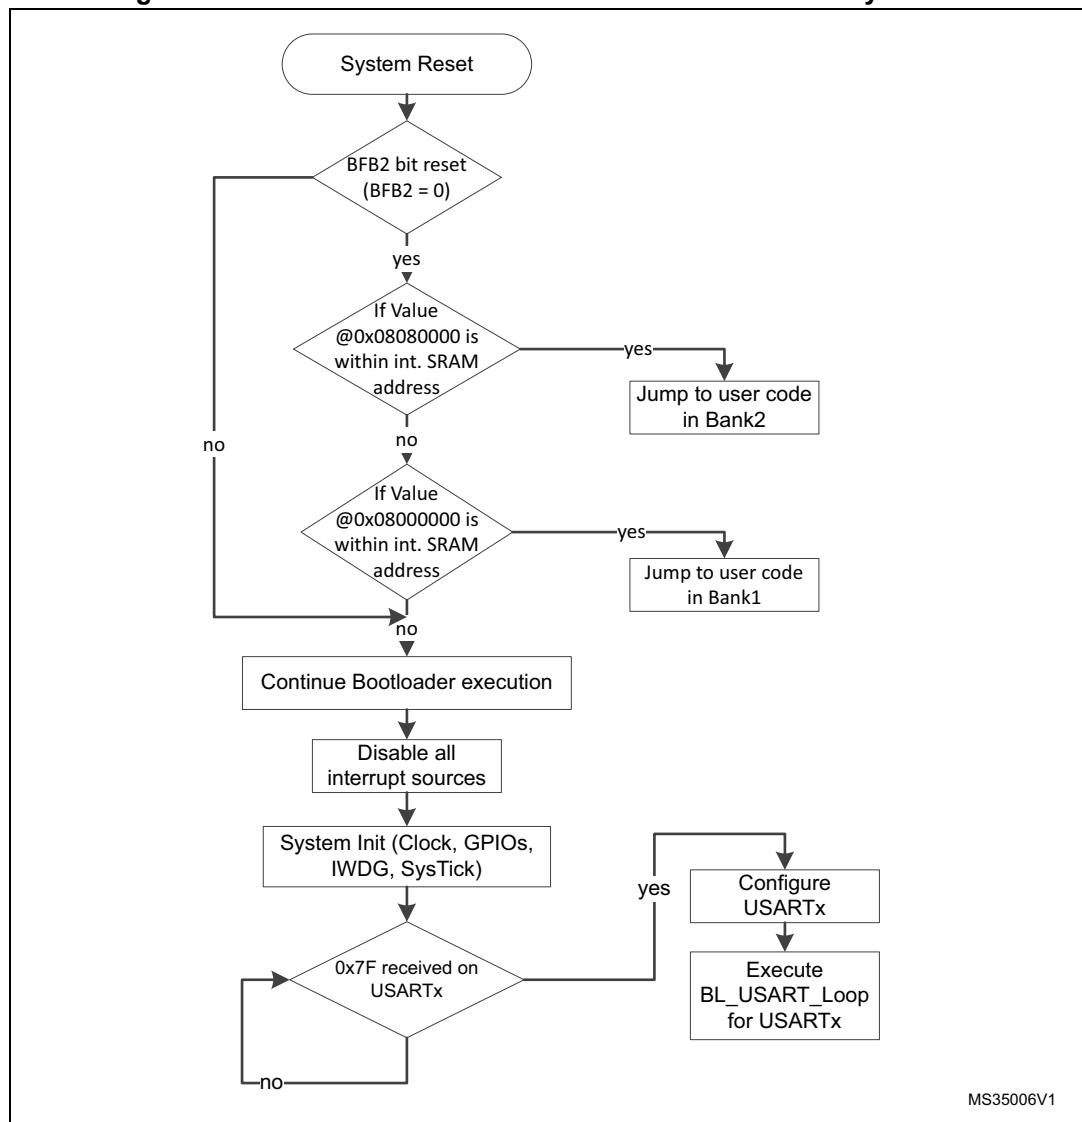 System Reset
BFB2 bit reset
(BFB2 = 0)
yes
If Value
@0x08080000 is
within int. SRAM
address
yes
Jump to user code
in Bank2
no
no
If Value
@0x08000000 is
within int. SRAM
address
yes
Jump to user code
in Bank1
no
Continue Bootloader execution
Disable all
interrupt sources
System Init (Clock, GPIOs,
IWDG, SysTick)
yes
Configure
USARTx
0x7F received on
USARTx
Execute
BL_USART_Loop
for USARTx
no
MS35006V1